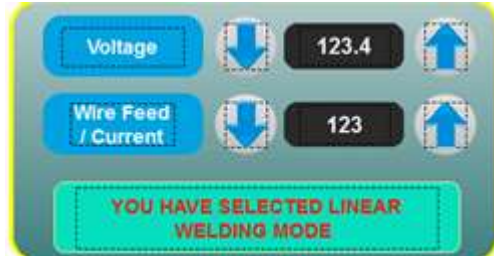 Voltage
123.4
Wire Feed
/ Current
123
YOU HAVE SELECTED LINEAR
WELDING MODE